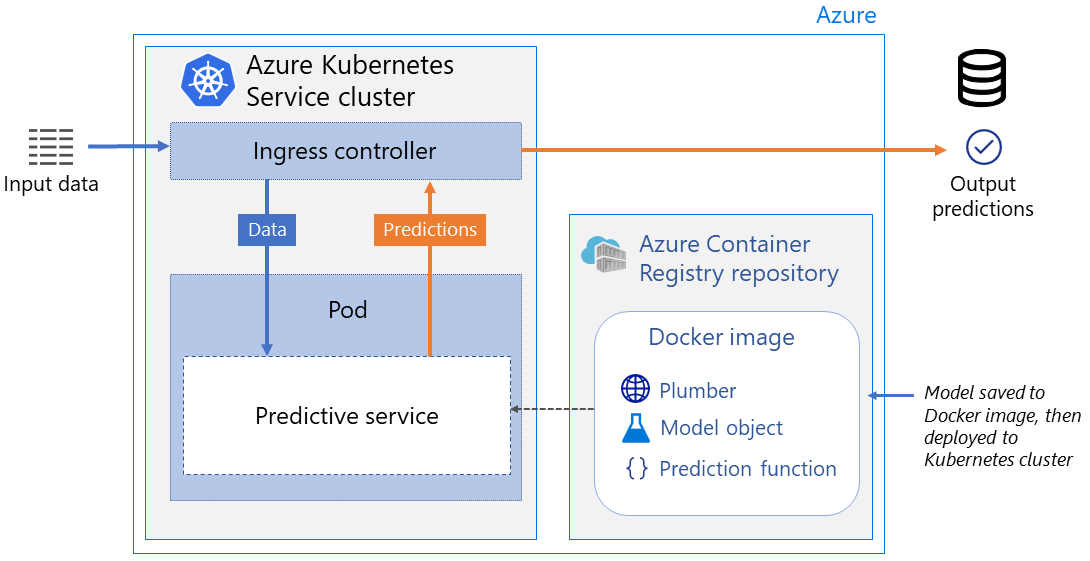 Azure
Azure Kubernetes
Service cluster
Ingress controller
Input data
Data
Predictions
Output
predictions
Pod
Predictive service
Azure Container
Registry repository
Docker image
Plumber
Model object
{} Prediction function
Model saved to
Docker image, then
deployed to
Kubernetes cluster